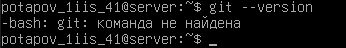 potapov_1iis_41@server:~$ git --version
-bash: git: команда не найдена
potapov_1iis_41@server:~$ _